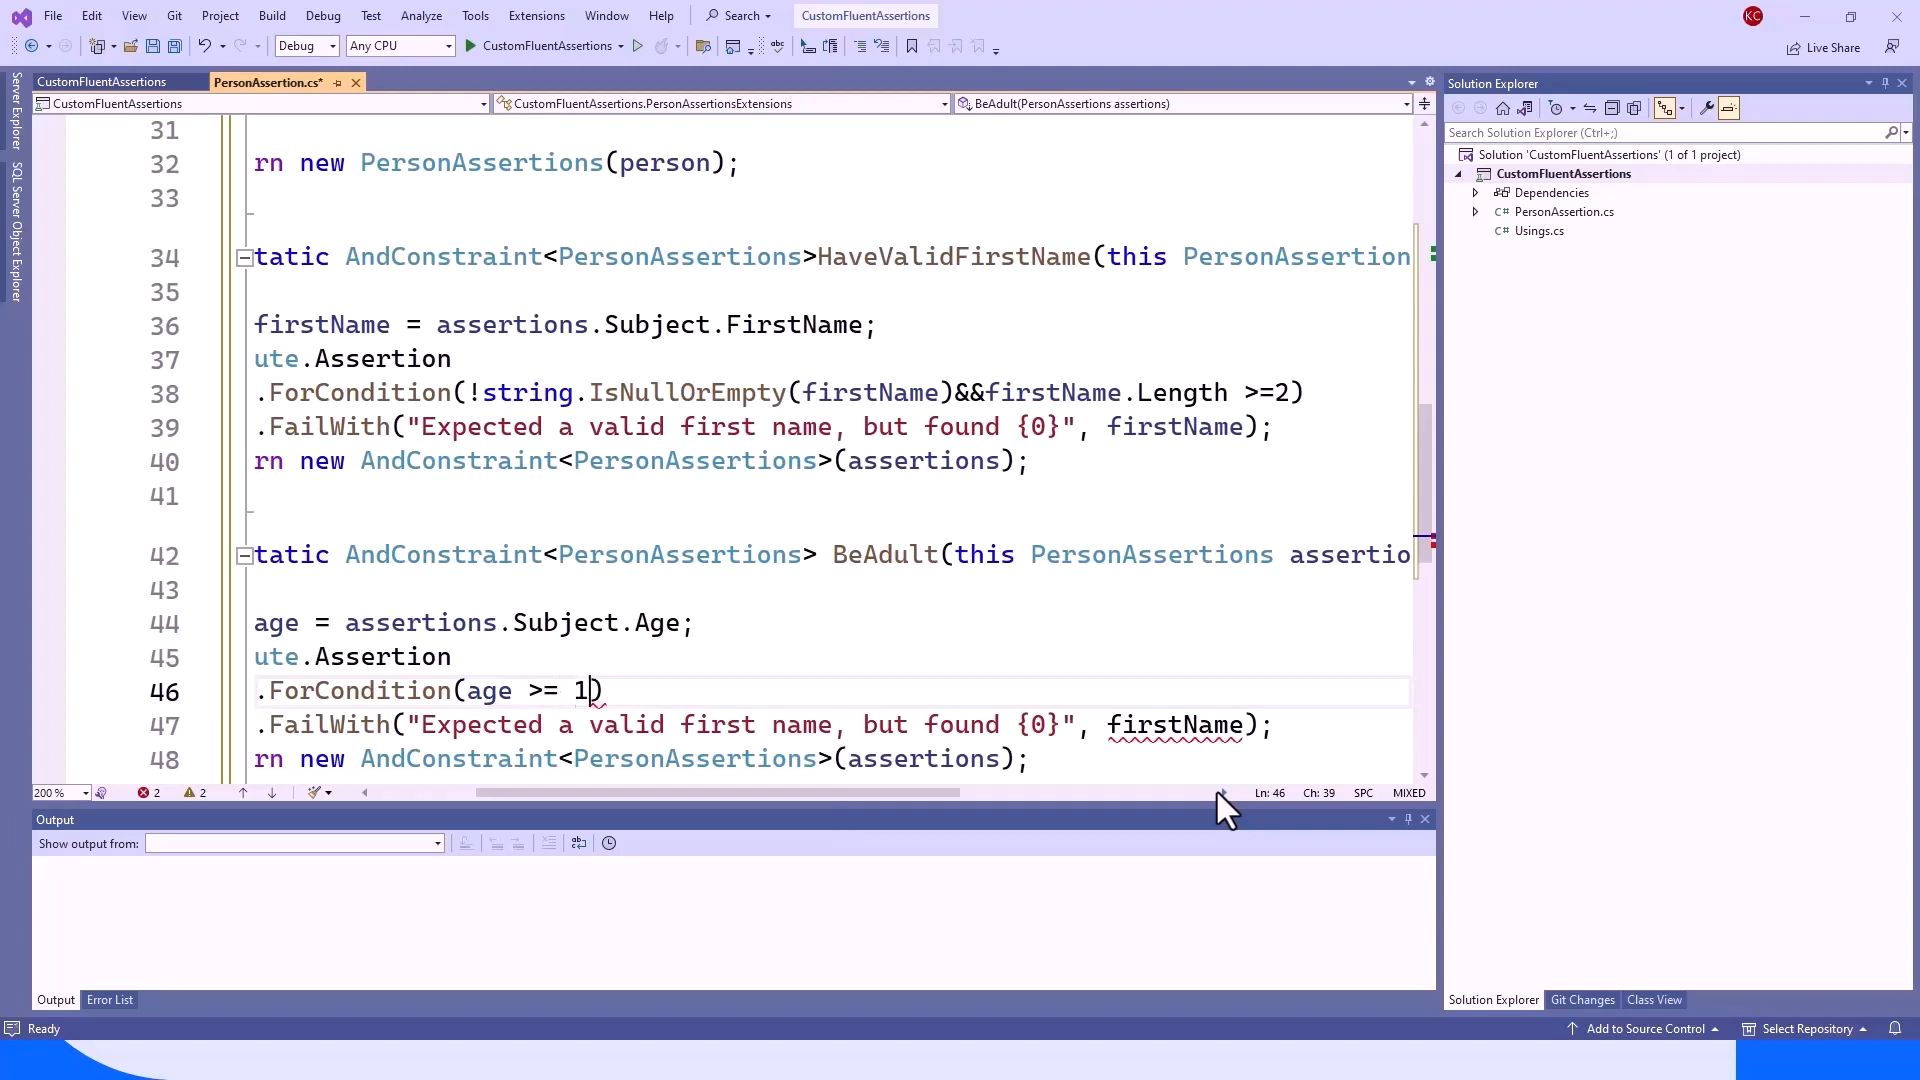 File Edit View Git Project Build Debug Test Analyze Tools Extensions Window Help Search CustomFluentAssertions KC
Debug Any CPU CustomFluentAssertions Live Share
Server Explorer
SQL Server Object Explorer
CustomFluentAssertions PersonAssertion.cs*
CustomFluentAssertions CustomFluentAssertions.PersonAssertionsExtensions BeAdult(PersonAssertions assertions)
31
32 rn new PersonAssertions(person);
33
34 tatic AndConstraint<PersonAssertions>HaveValidFirstName(this PersonAssertion
35
36 firstName = assertions.Subject.FirstName;
37 ute.Assertion
38 .ForCondition(!string.IsNullOrEmpty(firstName)&&firstName.Length >=2)
39 .FailWith("Expected a valid first name, but found {0}", firstName);
40 rn new AndConstraint<PersonAssertions>(assertions);
41
42 tatic AndConstraint<PersonAssertions> BeAdult(this PersonAssertions assertio
43
44 age = assertions.Subject.Age;
45 ute.Assertion
46 .ForCondition(age >= 1)
47 .FailWith("Expected a valid first name, but found {0}", firstName);
48 rn new AndConstraint<PersonAssertions>(assertions);
200 % 2 2 Ln: 46 Ch: 39 SPC MIXED
Output
Show output from:
Output Error List
Solution Explorer
Search Solution Explorer (Ctrl+;)
Solution 'CustomFluentAssertions' (1 of 1 project)
CustomFluentAssertions
Dependencies
C# PersonAssertion.cs
C# Usings.cs
Solution Explorer Git Changes Class View
Ready Add to Source Control Select Repository